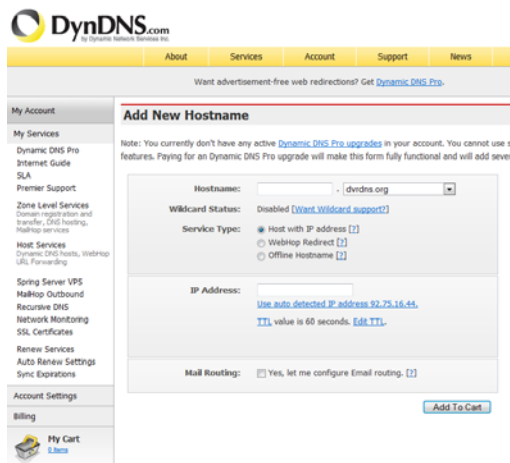 DynDNS.com
by Dynamic Network Services Inc.
About Services Account Support News
Want advertisement-free web redirections? Get Dynamic DNS Pro.
My Account
My Services
Dynamic DNS Pro
Internet Guide
SLA
Premier Support
Zone Level Services
Domain registration and
transfer, DNS hosting,
MailHop services
Host Services
Dynamic DNS hosts, WebHop
URL Forwarding
Spring Server VPS
MailHop Outbound
Recursive DNS
Network Monitoring
SSL Certificates
Renew Services
Auto Renew Settings
Sync Expirations
Account Settings
Billing
My Cart
0 items
Add New Hostname
Note: You currently don't have any active Dynamic DNS Pro upgrades in your account. You cannot use s
features. Paying for an Dynamic DNS Pro upgrade will make this form fully functional and will add seve
Hostname: . dvrdns.org
Wildcard Status: Disabled [Want Wildcard support?]
Service Type: Host with IP address [?]
WebHop Redirect [?]
Offline Hostname [?]
IP Address:
Use auto detected IP address 92.75.16.44.
TTL value is 60 seconds. Edit TTL.
Mail Routing: Yes, let me configure Email routing. [?]
Add To Cart